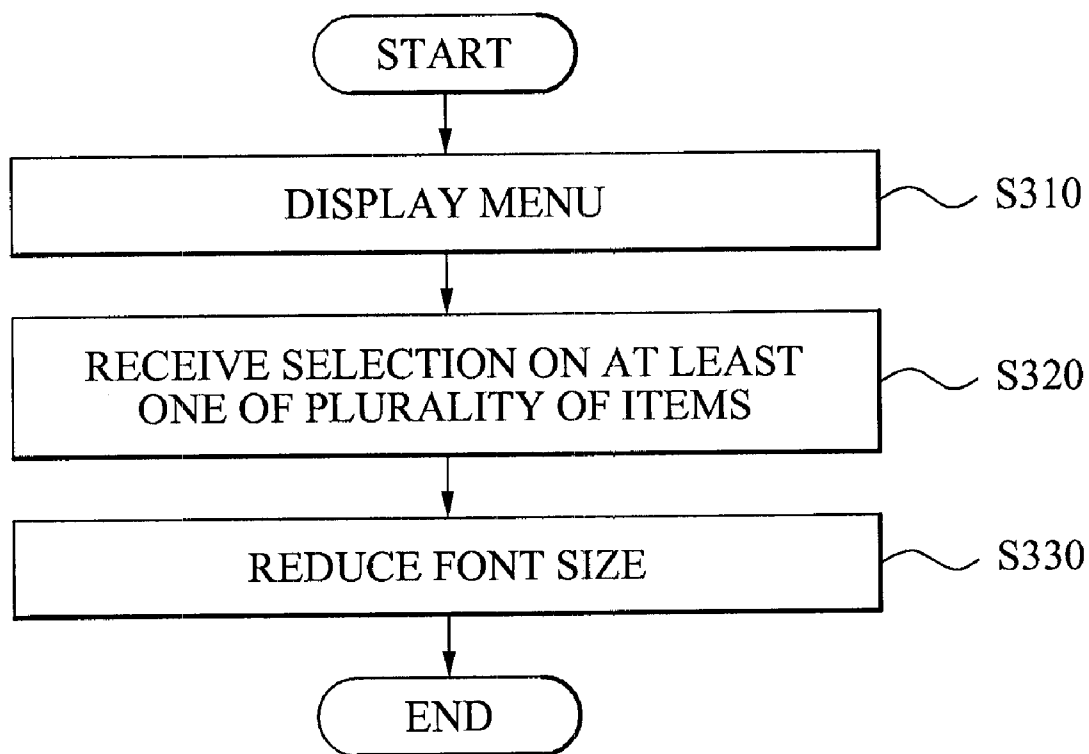 START
DISPLAY MENU
S310
RECEIVE SELECTION ON AT LEAST
ONE OF PLURALITY OF ITEMS
S320
REDUCE FONT SIZE
S330
END